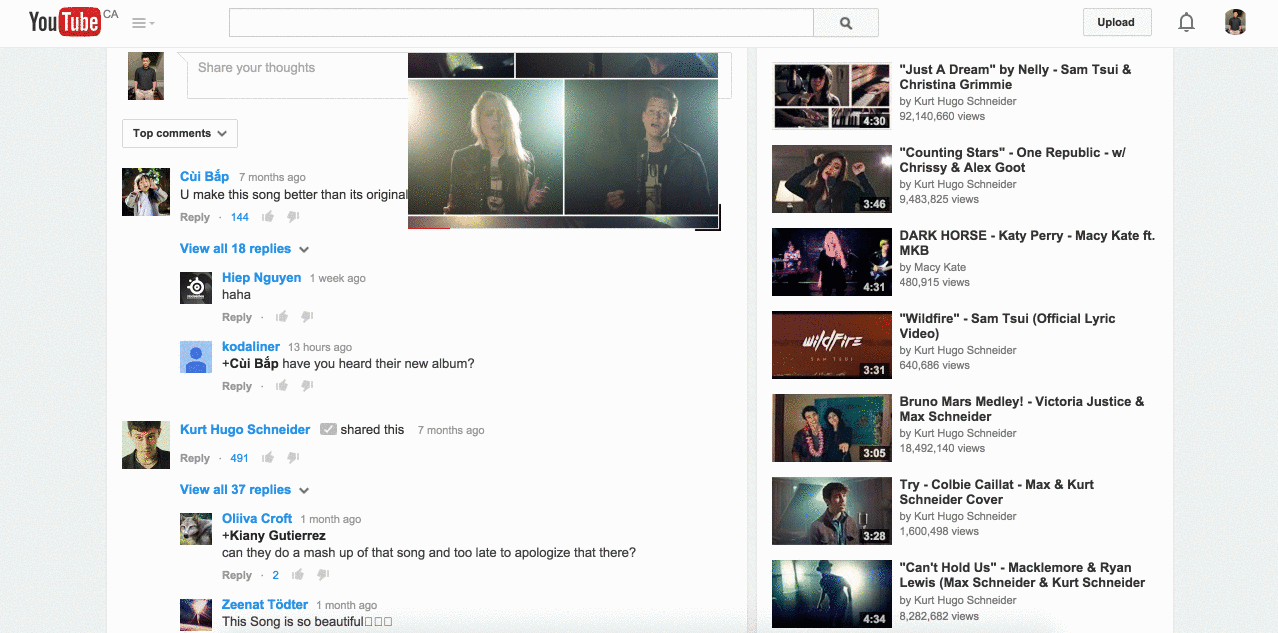 YouTube CA
Upload
Share your thoughts
Top comments
Cùi Bắp 7 months ago
U make this song better than its original
Reply · 144
View all 18 replies
Hiep Nguyen 1 week ago
haha
Reply ·
kodaliner 13 hours ago
+Cùi Bắp have you heard their new album?
Reply ·
Kurt Hugo Schneider shared this 7 months ago
Reply · 491
View all 37 replies
Oliiva Croft 1 month ago
+Kiany Gutierrez
can they do a mash up of that song and too late to apologize that there?
Reply · 2
Zeenat Tödter 1 month ago
This Song is so beautiful
4:30
"Just A Dream" by Nelly - Sam Tsui &
Christina Grimmie
by Kurt Hugo Schneider
92,140,660 views
3:46
"Counting Stars" - One Republic - w/
Chrissy & Alex Goot
by Kurt Hugo Schneider
9,483,825 views
4:31
DARK HORSE - Katy Perry - Macy Kate ft.
MKB
by Macy Kate
480,915 views
wildfire
SAM TSUI
3:31
"Wildfire" - Sam Tsui (Official Lyric
Video)
by Kurt Hugo Schneider
640,686 views
3:05
Bruno Mars Medley! - Victoria Justice &
Max Schneider
by Kurt Hugo Schneider
18,492,140 views
3:28
Try - Colbie Caillat - Max & Kurt
Schneider Cover
by Kurt Hugo Schneider
1,600,498 views
4:34
"Can't Hold Us" - Macklemore & Ryan
Lewis (Max Schneider & Kurt Schneider
by Kurt Hugo Schneider
8,282,682 views